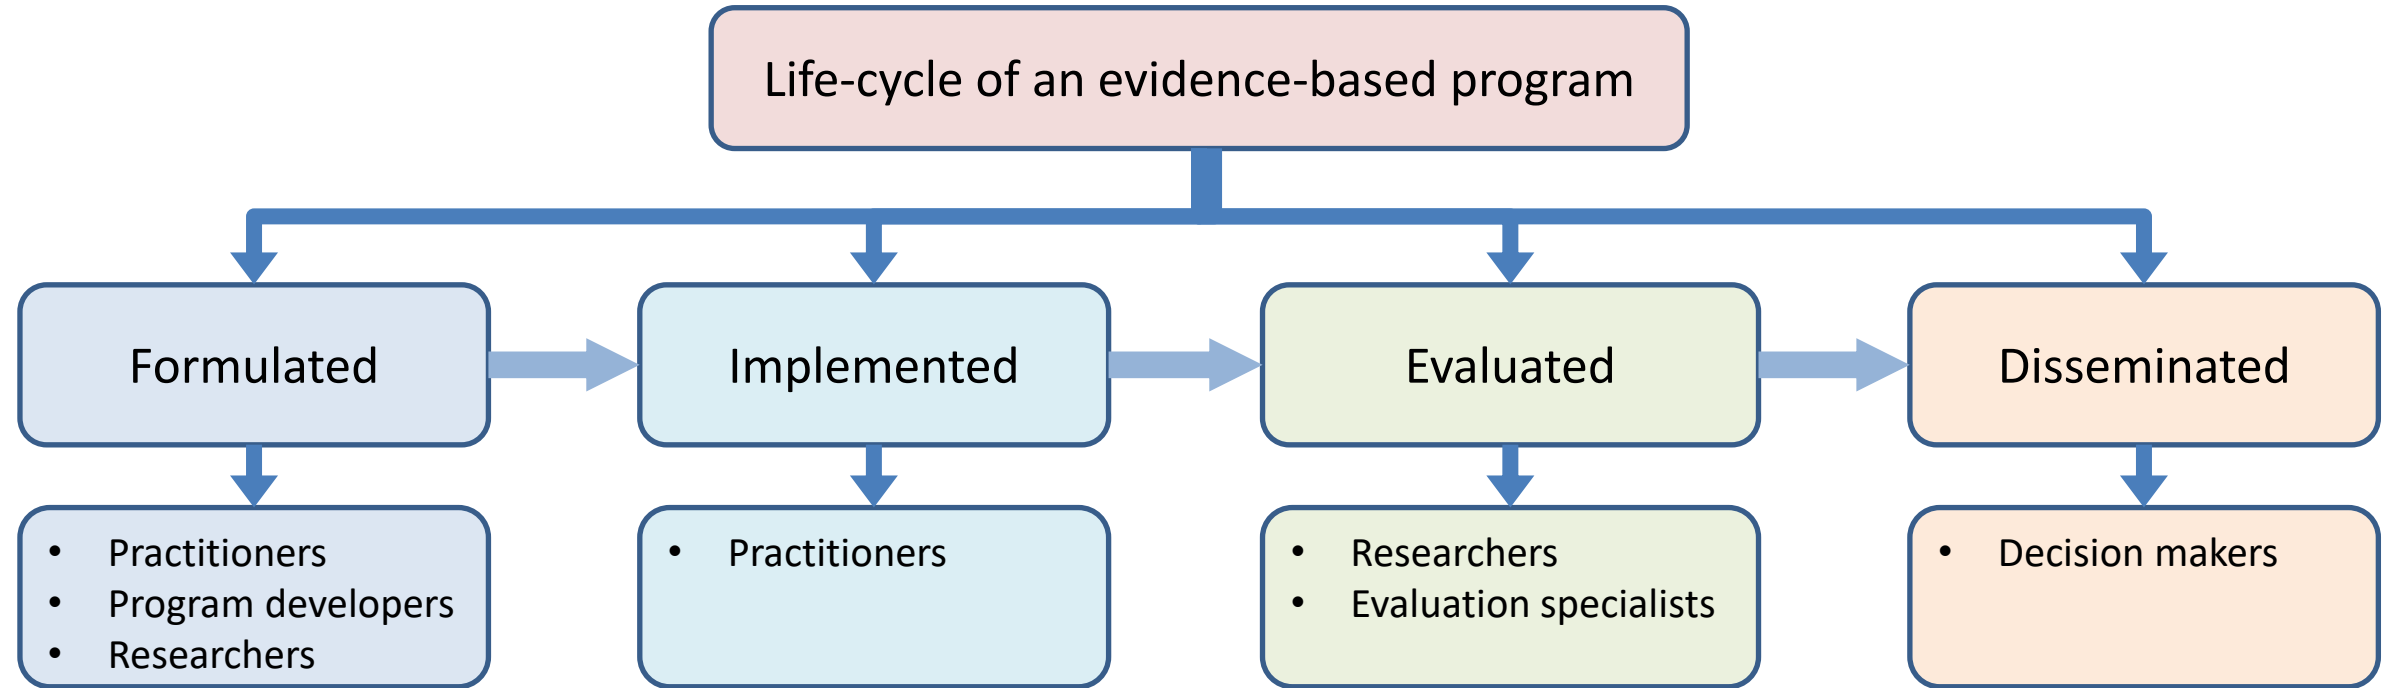 Life-cycle of an evidence-based program
Formulated
Implemented
Evaluated
Disseminated
• Practitioners
• Program developers
• Researchers
• Practitioners
• Researchers
• Evaluation specialists
• Decision makers